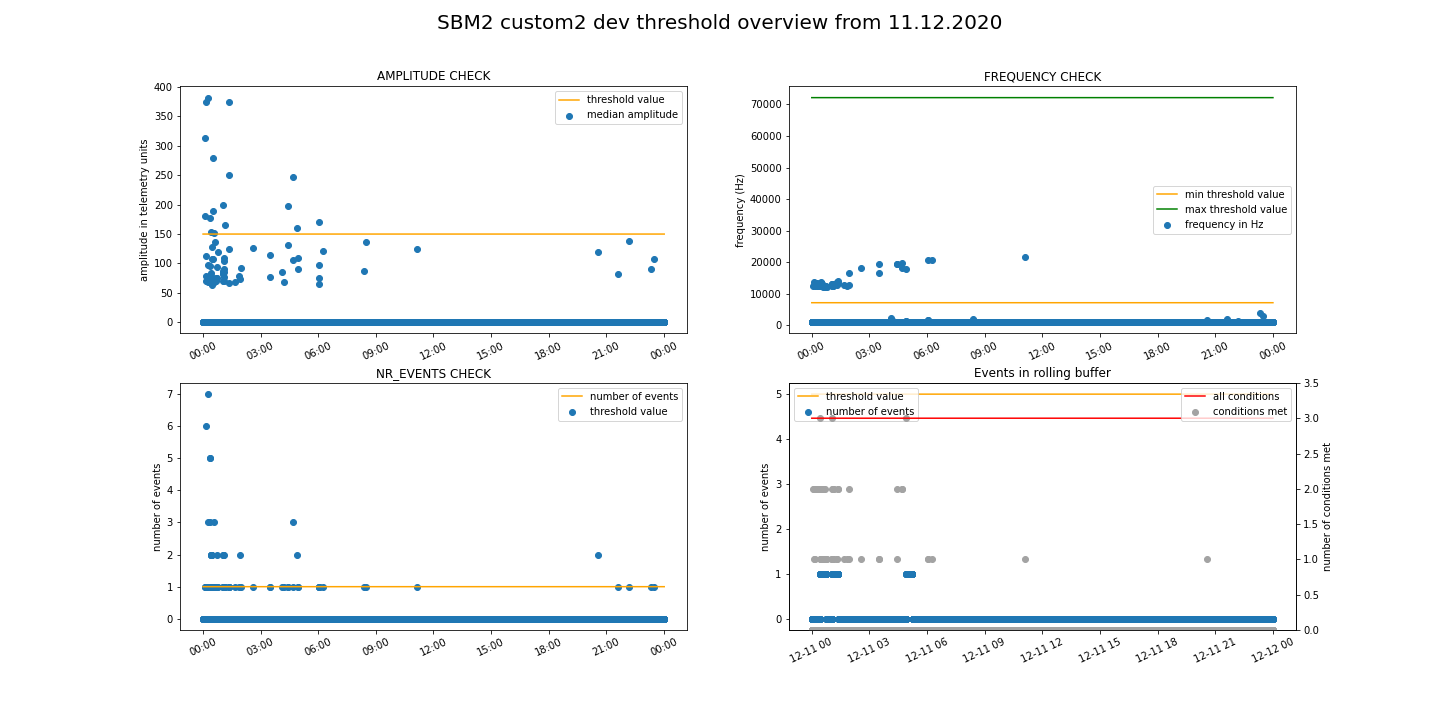 SBM2 custom2 dev threshold overview from 11.12.2020
AMPLITUDE CHECK
amplitude in telemetry units
400
350
300
250
200
150
100
50
0
threshold value
median amplitude
00:00 03:00 06:00 09:00 12:00 15:00 18:00 21:00 00:00
FREQUENCY CHECK
frequency (Hz)
70000
60000
50000
40000
30000
20000
10000
0
min threshold value
max threshold value
frequency in Hz
00:00 03:00 06:00 09:00 12:00 15:00 18:00 21:00 00:00
NR_EVENTS CHECK
number of events
7
6
5
4
3
2
1
0
number of events
threshold value
00:00 03:00 06:00 09:00 12:00 15:00 18:00 21:00 00:00
Events in rolling buffer
number of events
5
4
3
2
1
0
threshold value
number of events
all conditions
conditions met
3.5
3.0
2.5
2.0
1.5
1.0
0.5
0.0
number of conditions met
12-11 00 12-11 03 12-11 06 12-11 09 12-11 12 12-11 15 12-11 18 12-11 21 12-12 00